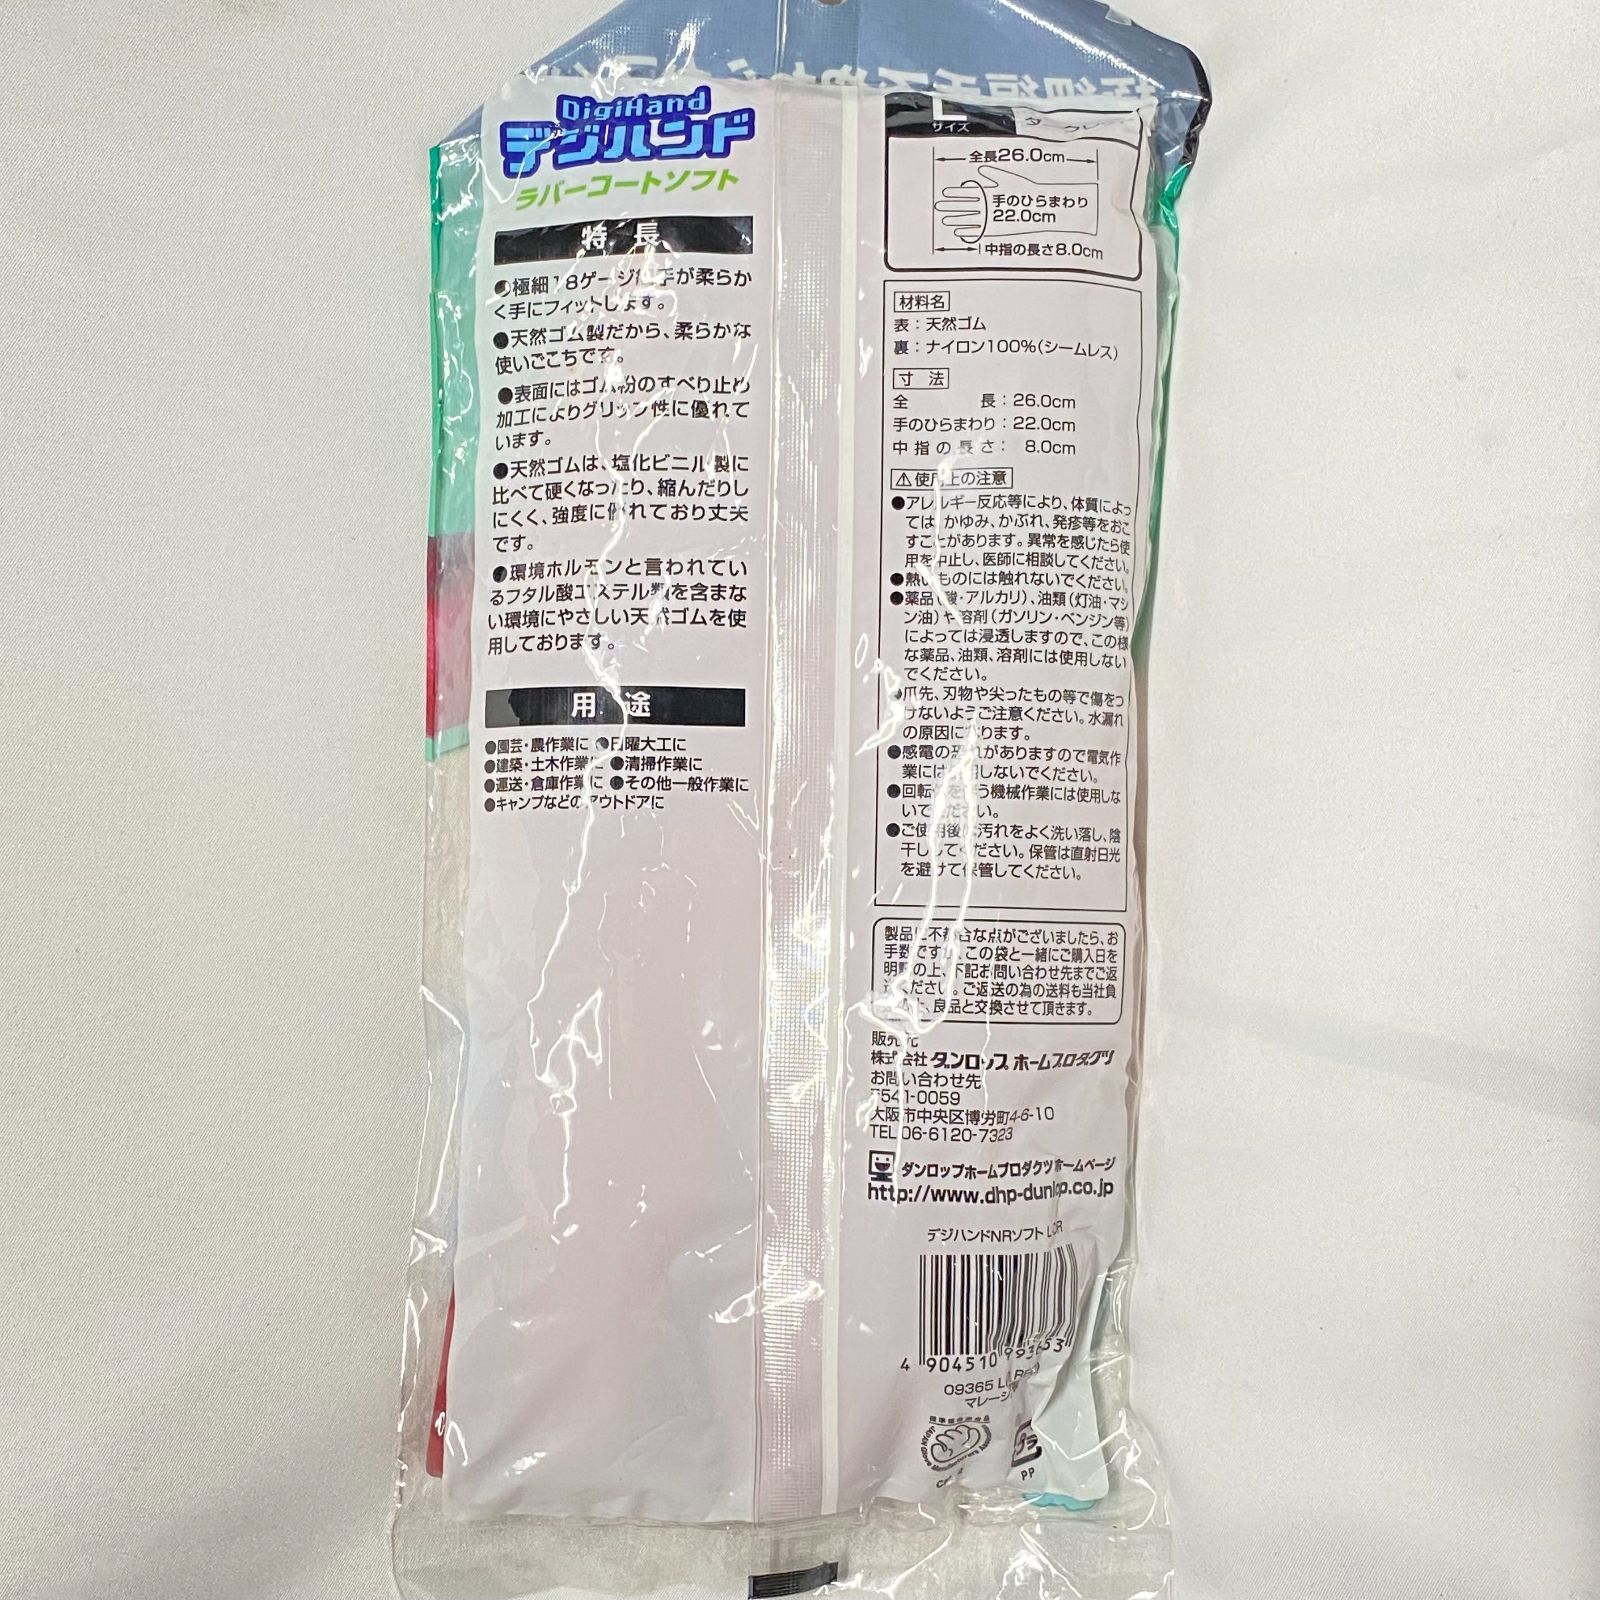 DigiHand
デジハンド
ラバーコートソフト
特長
●極細18ゲージ 手が柔らか
く手にフィットします。
●天然ゴム製だから、柔らかな
使いごこちです。
●表面にはゴム粉のすべり止め
加工によりグリップ性に優れて
います。
●天然ゴムは、塩化ビニル製に
比べて硬くなったり、縮んだりし
にくく、強度に優れており丈夫
です。
●環境ホルモンと言われてい
るフタル酸エステル類を含まな
い環境にやさしい天然ゴムを使
用しております。
用途
●園芸・農作業に ●日曜大工に
●建築・土木作業に ●清掃作業に
●運送・倉庫作業に ●その他一般作業に
●キャンプなどのアウトドアに
L
サイズ
全長26.0cm
手のひらまわり
22.0cm
中指の長さ8.0cm
材料名
表：天然ゴム
裏：ナイロン100%(シームレス)
寸法
全長：26.0cm
手のひらまわり：22.0cm
中指の長さ：8.0cm
⚠使用上の注意
●アレルギー反応等により、体質によっ
ては、かゆみ、かぶれ、発疹等をおこ
すことがあります。異常を感じたら使
用を中止し、医師に相談してください。
●熱いものには触れないでください。
●薬品(酸・アルカリ)、油類(灯油・マシ
ン油)や溶剤(ガソリン・ベンジン等)
によっては浸透しますので、この様
な薬品、油類、溶剤には使用しない
でください。
●爪先、刃物や尖ったもの等で傷をつ
けないようご注意ください。水漏れ
の原因になります。
●感電の恐れがありますので電気作
業には使用しないでください。
●回転体を使う機械作業には使用しな
いでください。
●ご使用後は汚れをよく洗い落し、陰
干ししてください。保管は直射日光
を避けて保管してください。
製品に不都合な点がございましたら、お
手数ですが、この袋と一緒にご購入日を
明記の上、下記お問い合わせ先までご返
送ください。ご返送の為の送料も当社負
担の上、良品と交換させて頂きます。
販売元
株式会社ダンロップホームプロダクツ
お問い合わせ先
〒541-0059
大阪市中央区博労町4-6-10
TEL 06-6120-7323
ダンロップホームプロダクツホームページ
http://www.dhp-dunlop.co.jp
デジハンドNRソフト
4 904510 993653
09365
プラ
PP